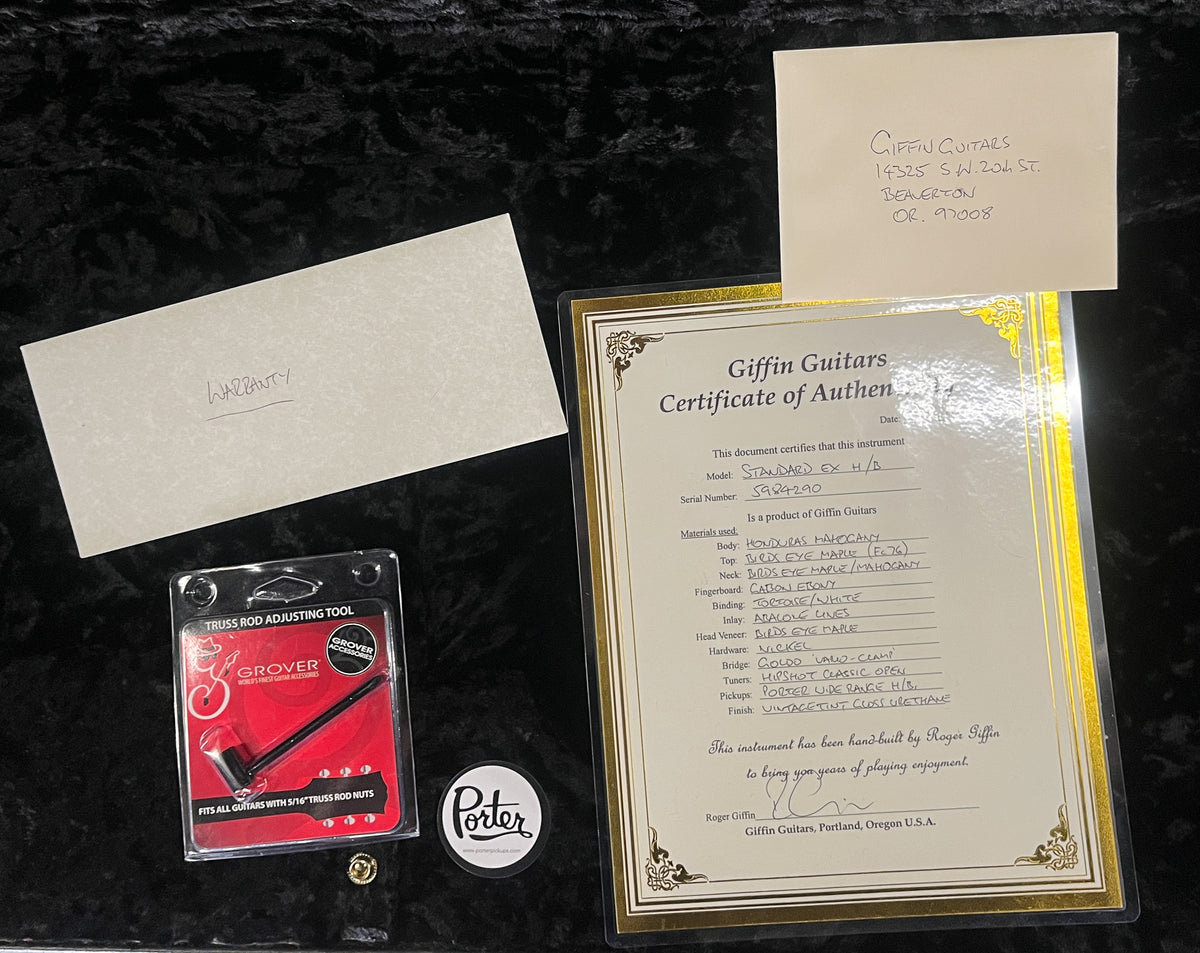 GIFFIN GUITARS
14325 S.W. 20th ST.
BEAVERTON
OR. 97008
WARRANTY
Giffin Guitars
Certificate of
Date:
This document certifies that this instrument
Model: STANDARD EX H/B
Serial Number: 5984290
Is a product of Giffin Guitars
Materials used:
Body: HONDURAS MAHOGANY
Top: BIRDS EYE MAPLE (FG76)
Neck: BIRDS EYE MAPLE/MAHOGANY
Fingerboard: GABON EBONY
Binding: TORTOISE/WHITE
Inlay: ABALONE LINES
Head Veneer: BIRDS EYE MAPLE
Hardware: NICKEL
Bridge: GOLDO 'VARIO-CLAMP'
Tuners: HIPSHOT CLASSIC OPEN
Pickups: PORTER WIDE RANGE H/B.
Finish: VINTAGE TINT GLOSS URETHANE
This instrument has been hand-built by Roger Giffin
to bring you years of playing enjoyment.
Roger Giffin
Giffin Guitars, Portland, Oregon U.S.A.
TRUSS ROD ADJUSTING TOOL
GROVER
ACCESSORIES
GROVER
WORLD'S FINEST GUITAR ACCESSORIES
FITS ALL GUITARS WITH 5/16" TRUSS ROD NUTS
Porter
www.porterpickups.com